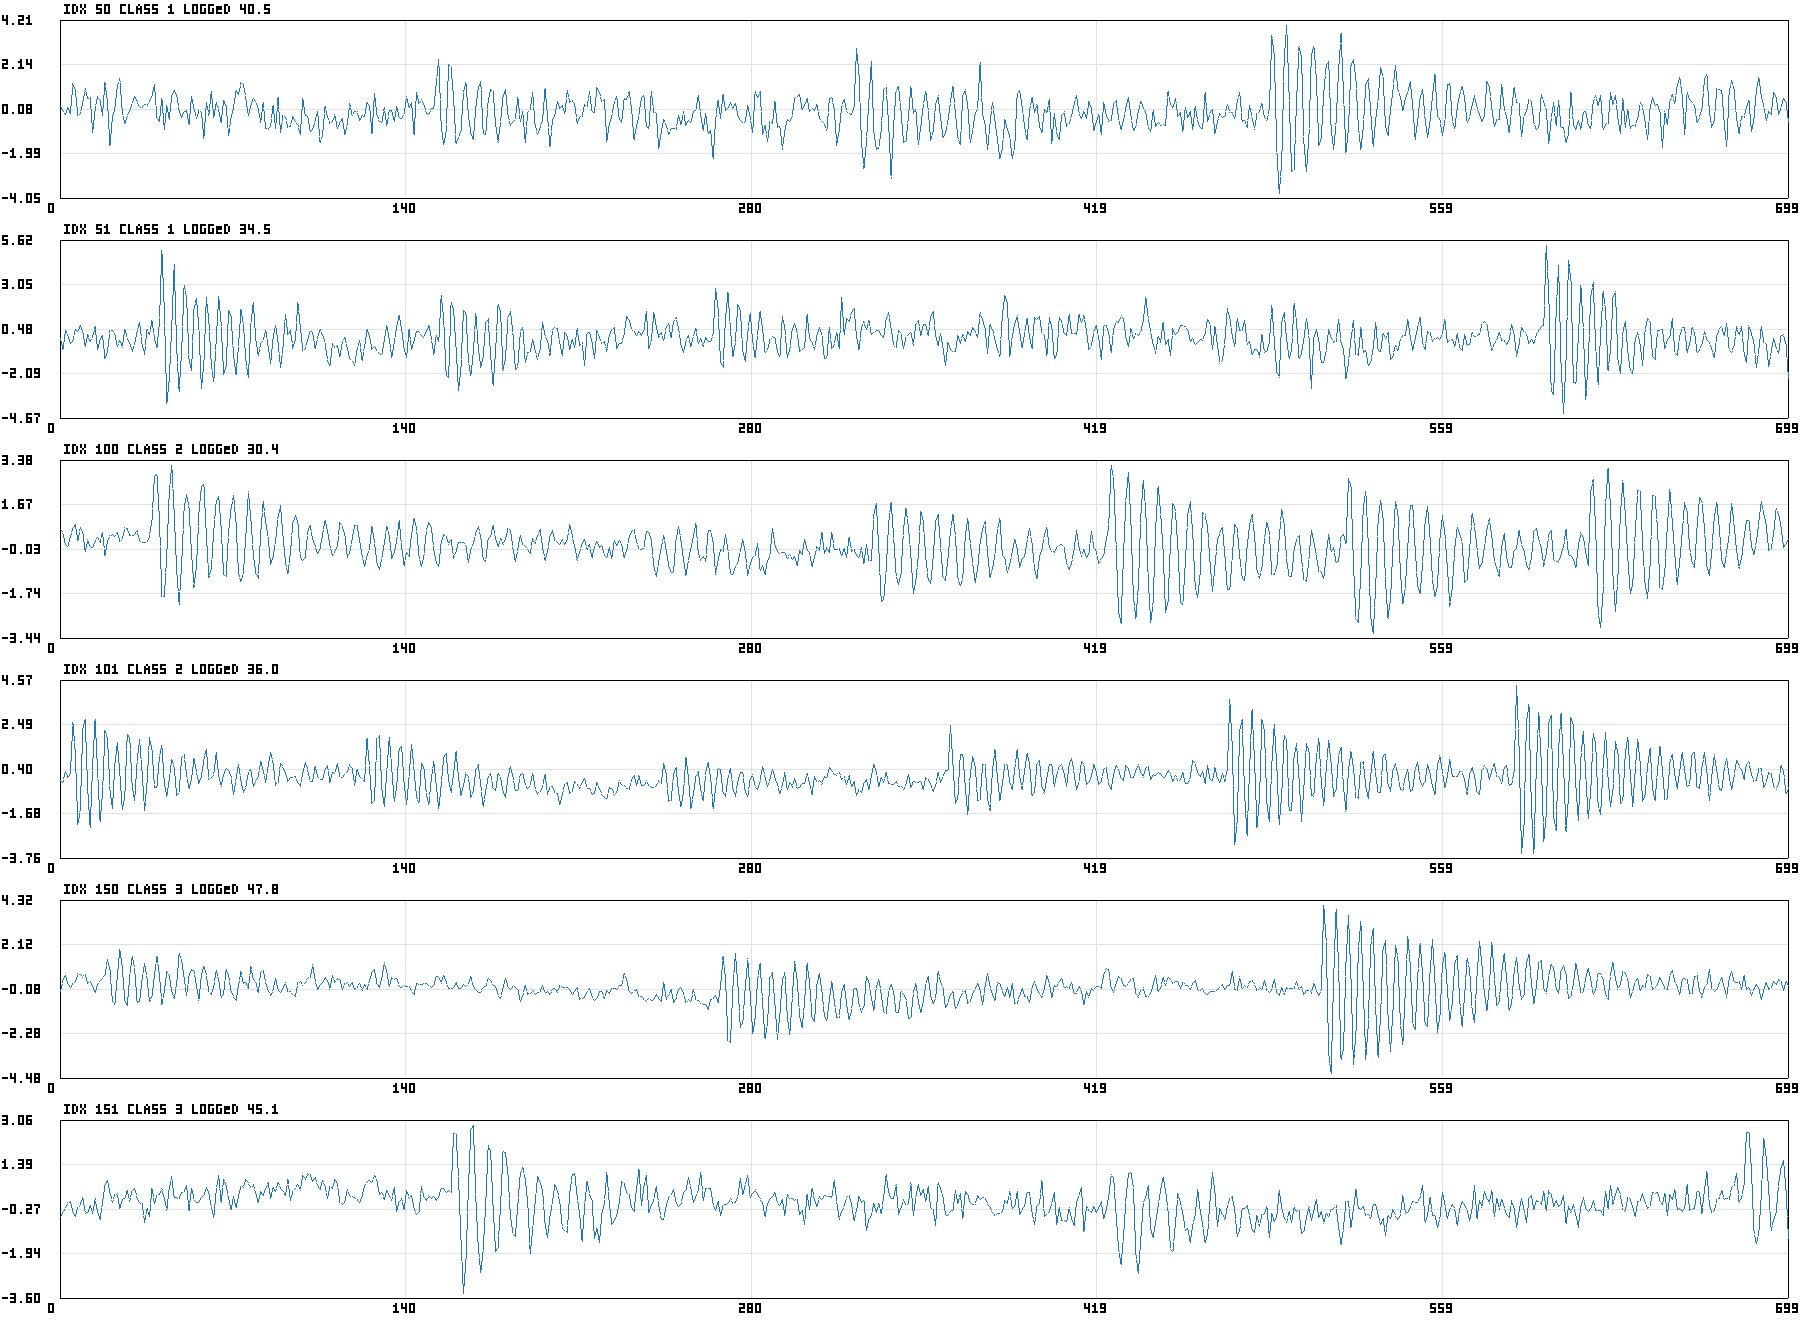 IDX 50 CLASS 1 LOGGeD 40.5
4.21
2.14
0.08
-1.99
-4.05
0 140 280 419 559 699
IDX 51 CLASS 1 LOGGeD 34.5
5.62
3.05
0.48
-2.09
-4.67
0 140 280 419 559 699
IDX 100 CLASS 2 LOGGeD 30.4
3.38
1.67
-0.03
-1.74
-3.44
0 140 280 419 559 699
IDX 101 CLASS 2 LOGGeD 36.0
4.57
2.49
0.40
-1.68
-3.76
0 140 280 419 559 699
IDX 150 CLASS 3 LOGGeD 47.8
4.32
2.12
-0.08
-2.28
-4.48
0 140 280 419 559 699
IDX 151 CLASS 3 LOGGeD 45.1
3.06
1.39
-0.27
-1.94
-3.60
0 140 280 419 559 699